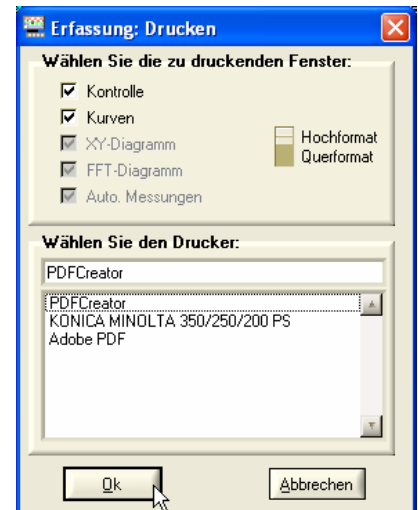 Erfassung: Drucken
Wählen Sie die zu druckenden Fenster:
Kontrolle
Kurven
XY-Diagramm
FFT-Diagramm
Auto. Messungen
Hochformat
Querformat
Wählen Sie den Drucker:
PDFCreator
PDFCreator
KONICA MINOLTA 350/250/200 PS
Adobe PDF
Ok
Abbrechen